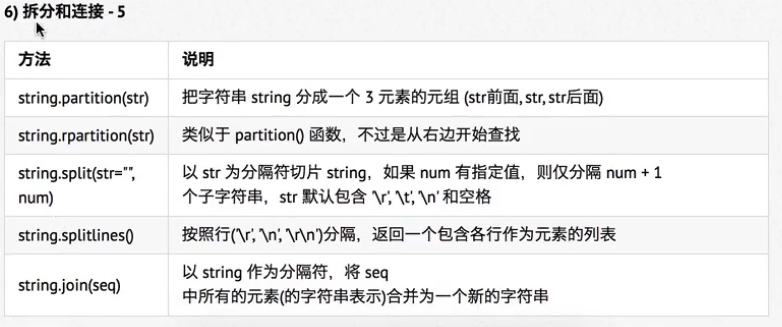 6) 拆分和连接 - 5
方法 说明
string.partition(str) 把字符串 string 分成一个 3 元素的元组 (str前面, str, str后面)
string.rpartition(str) 类似于 partition() 函数，不过是从右边开始查找
string.split(str="", 以 str 为分隔符切片 string，如果 num 有指定值，则仅分隔 num + 1
num) 个子字符串，str 默认包含 '\r', '\t', '\n' 和空格
string.splitlines() 按照行('\r', '\n', '\r\n')分隔，返回一个包含各行作为元素的列表
string.join(seq) 以 string 作为分隔符，将 seq
中所有的元素(的字符串表示)合并为一个新的字符串